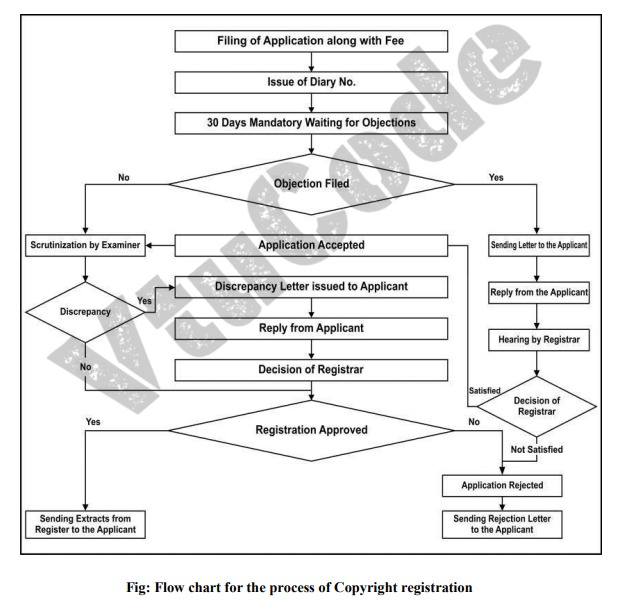 Filing of Application along with Fee
Issue of Diary No.
30 Days Mandatory Waiting for Objections
No
Objection Filed
Yes
Scrutinization by Examiner
Application Accepted
Sending Letter to the Applicant
Discrepancy
Yes
Discrepancy Letter issued to Applicant
Reply from the Applicant
Reply from Applicant
Hearing by Registrar
No
Decision of Registrar
Satisfied
Decision of
Registrar
Yes
Registration Approved
No
Not Satisfied
Application Rejected
Sending Extracts from
Register to the Applicant
Sending Rejection Letter
to the Applicant
VtuCode
Fig: Flow chart for the process of Copyright registration